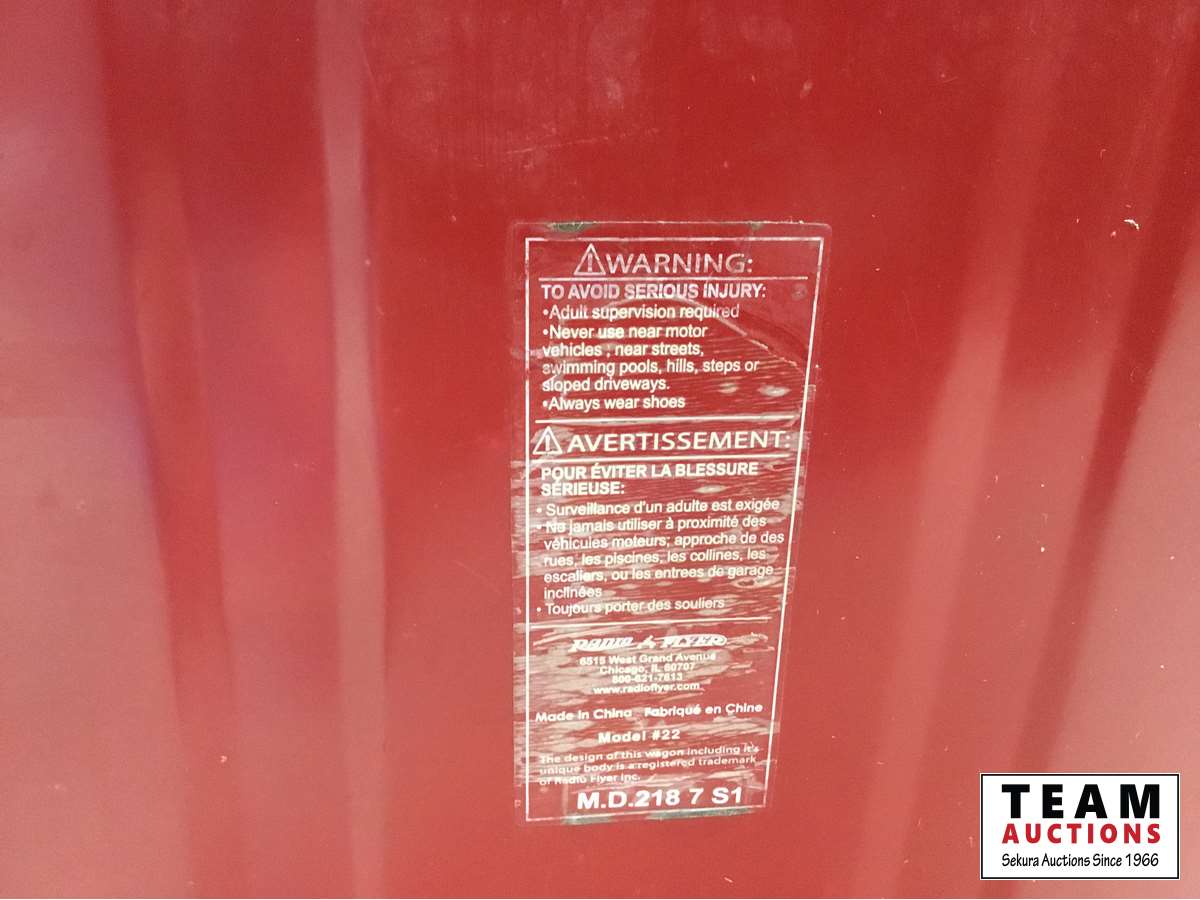 WARNING:
TO AVOID SERIOUS INJURY:
•Adult supervision required
•Never use near motor
vehicles ; near streets,
swimming pools, hills, steps or
sloped driveways.
•Always wear shoes
AVERTISSEMENT:
POUR ÉVITER LA BLESSURE
SÉRIEUSE:
• Surveillance d'un adulte est exigée
• Ne jamais utiliser à proximité des
véhicules moteurs; approche de des
rues, les piscines, les collines, les
escaliers, ou les entrees de garage
inclinées
• Toujours porter des souliers
RADIO FLYER
6515 West Grand Avenue
Chicago, IL 60707
800-621-7613
www.radioflyer.com
Made in China Fabriqué en Chine
Model #22
The design of this wagon including it's
unique body is a registered trademark
of Radio Flyer Inc.
M.D.218 7 S1
TEAM
AUCTIONS
Sekura Auctions Since 1966